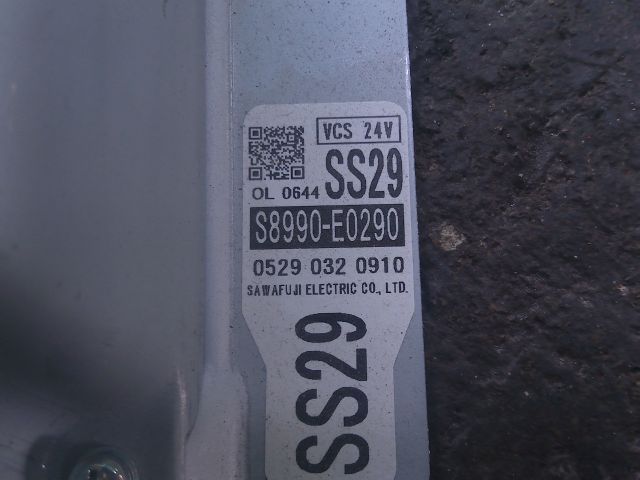 VCS 24V
SS29
OL 0644
S8990-E0290
0529 032 0910
SAWAFUJI ELECTRIC CO., LTD.
SS29